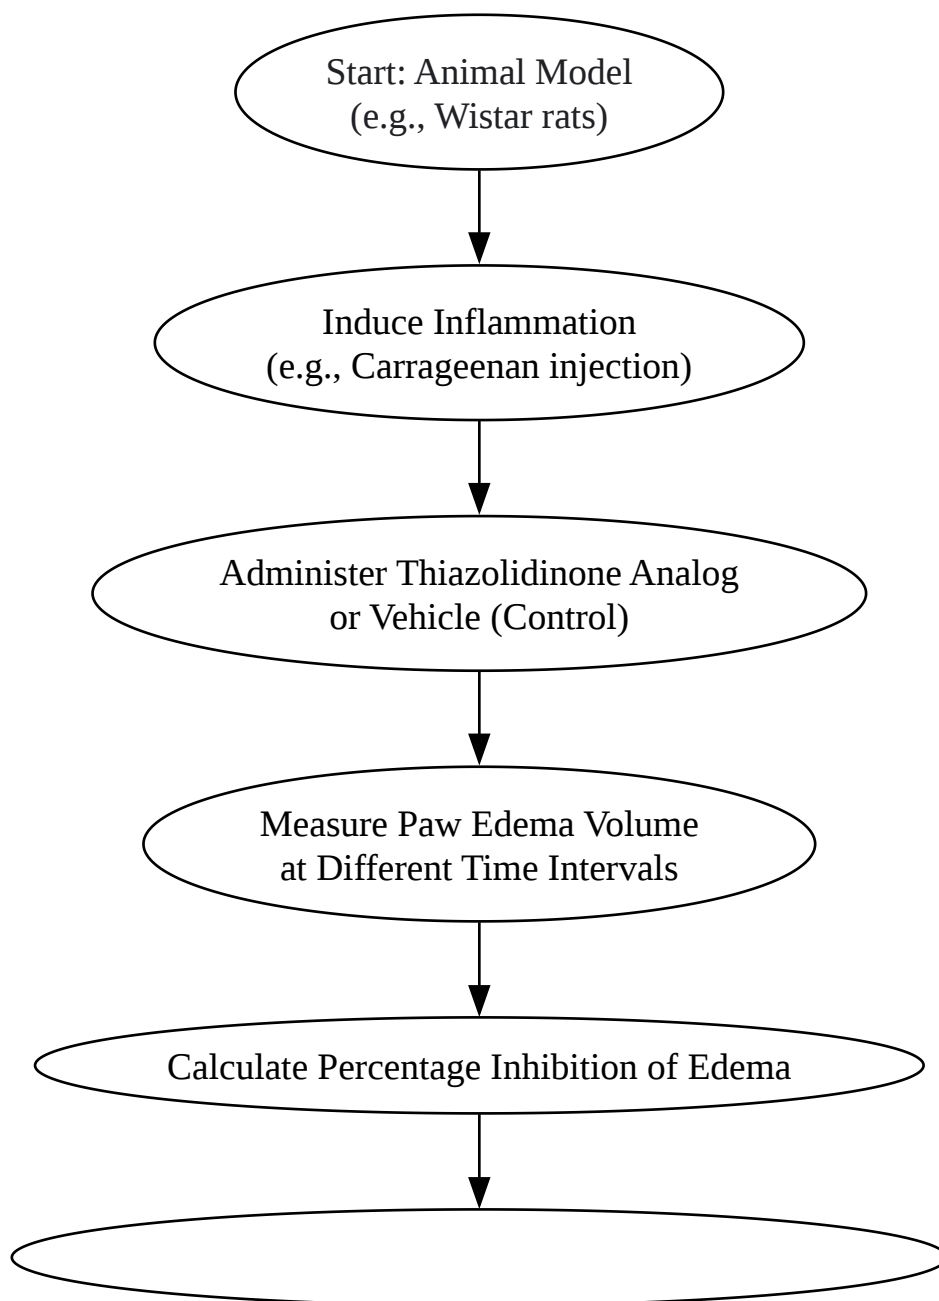 Start: Animal Model
(e.g., Wistar rats)
Induce Inflammation
(e.g., Carrageenan injection)
Administer Thiazolidinone Analog
or Vehicle (Control)
Measure Paw Edema Volume
at Different Time Intervals
Calculate Percentage Inhibition of Edema